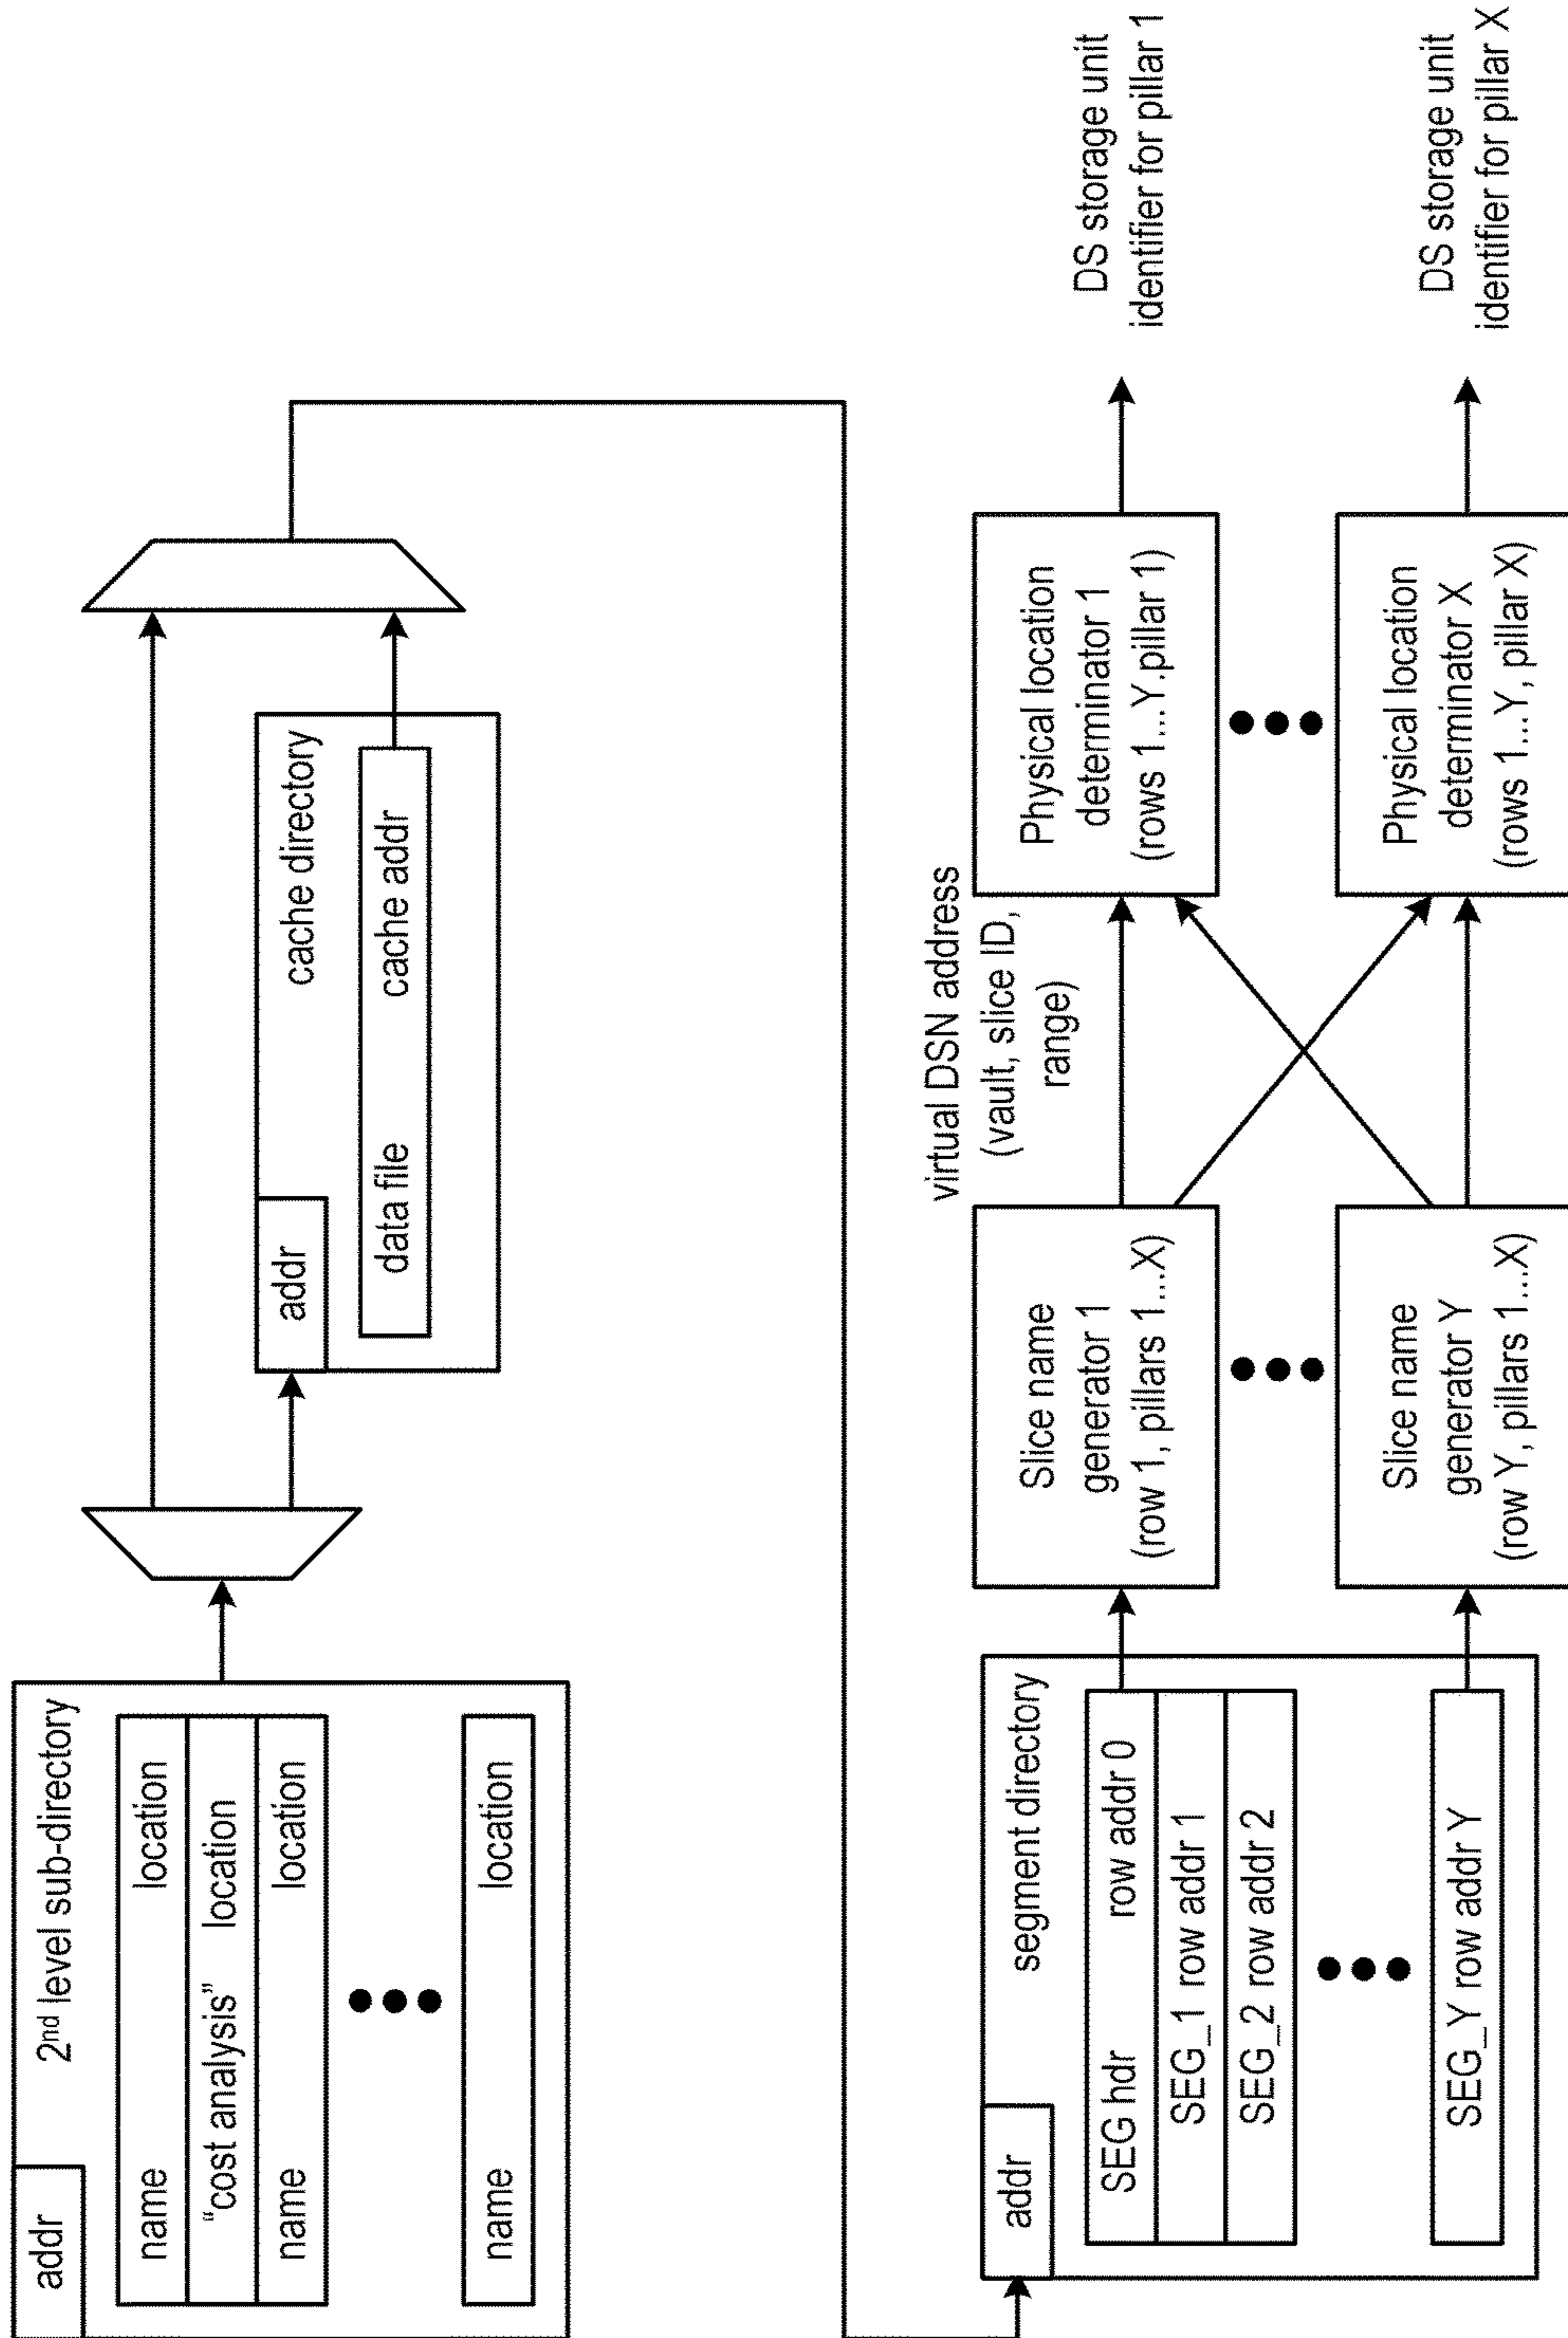 addr
2nd level sub-directory
name location
“cost analysis” location
name location
name location
addr
cache directory
data file cache addr
addr
segment directory
SEG hdr row addr 0
SEG_1 row addr 1
SEG_2 row addr 2
SEG_Y row addr Y
Slice name
generator 1
(row 1, pillars 1...X)
Slice name
generator Y
(row Y, pillars 1...X)
virtual DSN address
(vault, slice ID,
range)
Physical location
determinator 1
(rows 1...Y.pillar 1)
Physical location
determinator X
(rows 1...Y, pillar X)
DS storage unit
identifier for pillar 1
DS storage unit
identifier for pillar X